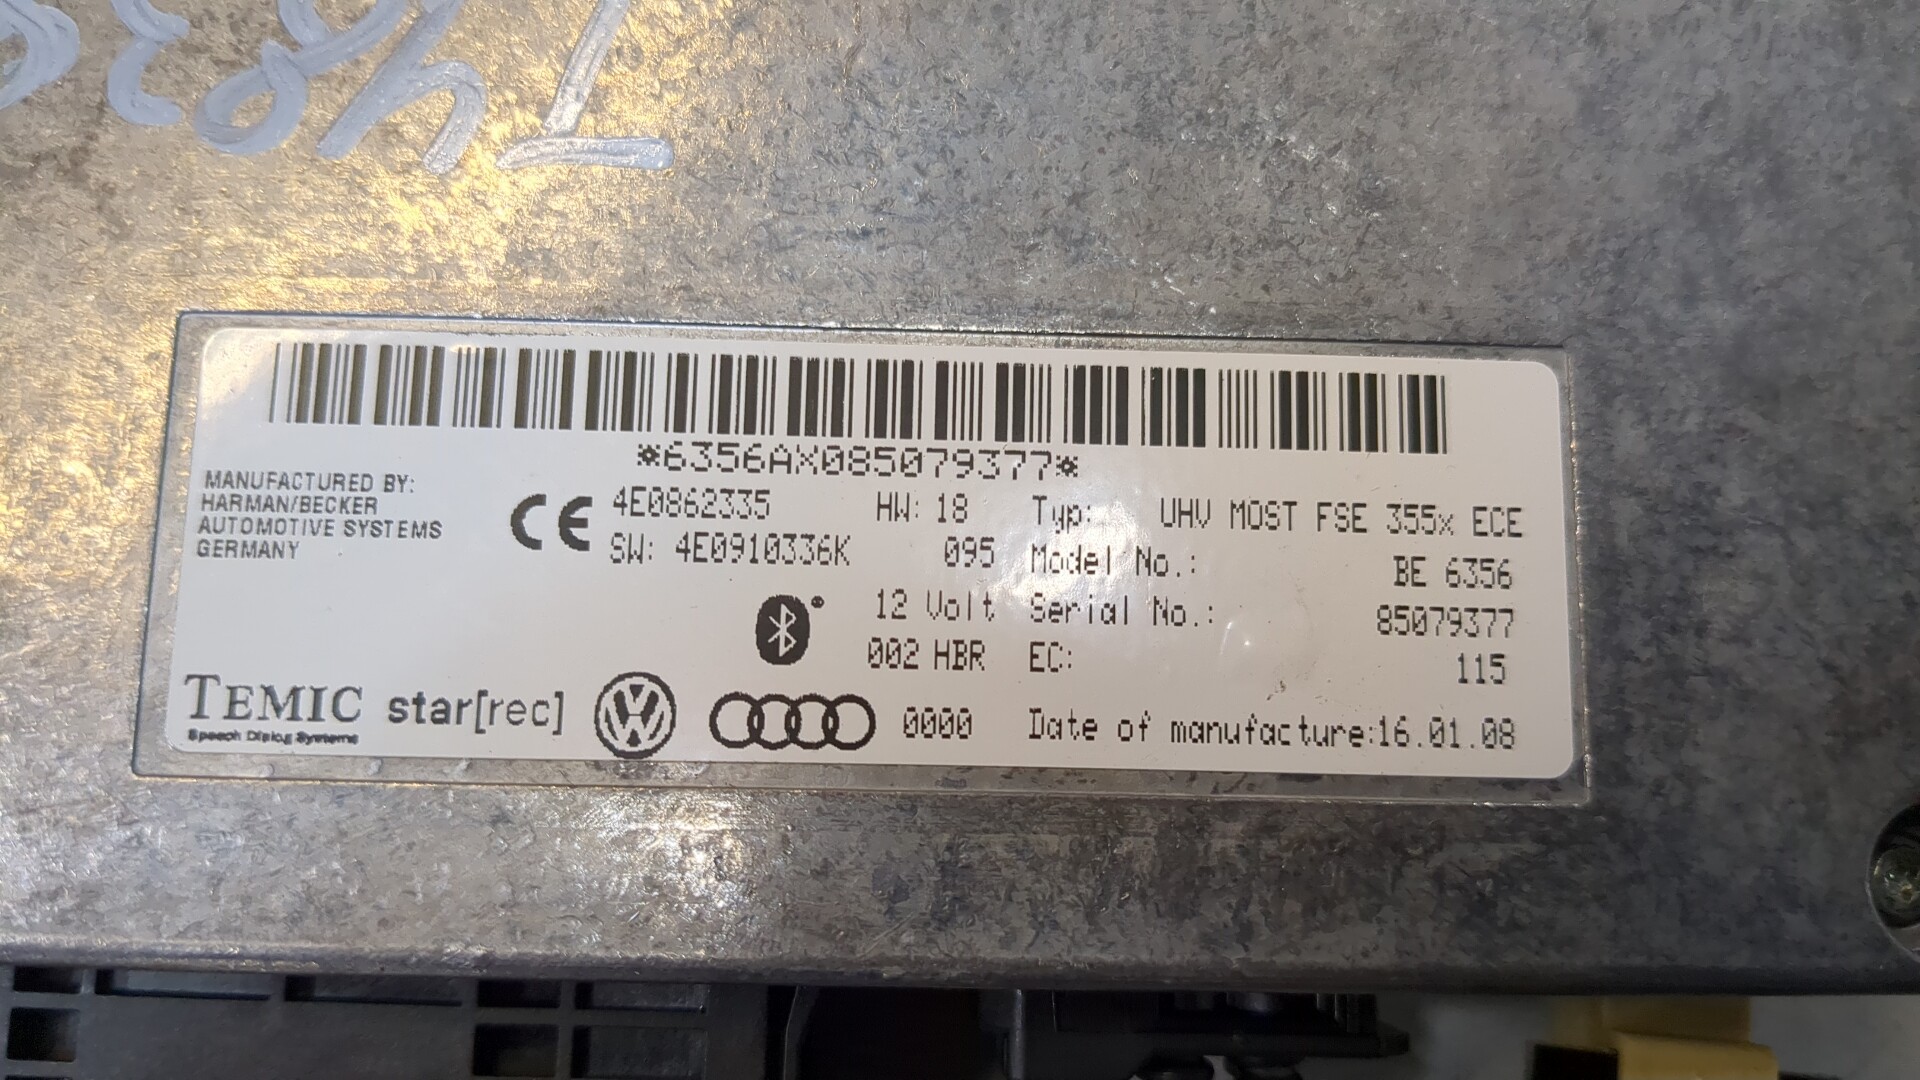 *6356AX085079377*
MANUFACTURED BY:
HARMAN/BECKER
AUTOMOTIVE SYSTEMS
GERMANY
CE
4E0862335 HW: 18
SW: 4E0910336K 095
12 Volt
002 HBR
Typ: UHV MOST FSE 355x ECE
Model No.: BE 6356
Serial No.: 85079377
EC: 115
TEMIC
Speech Dialog Systems
star[rec]
0000 Date of manufacture:16.01.08